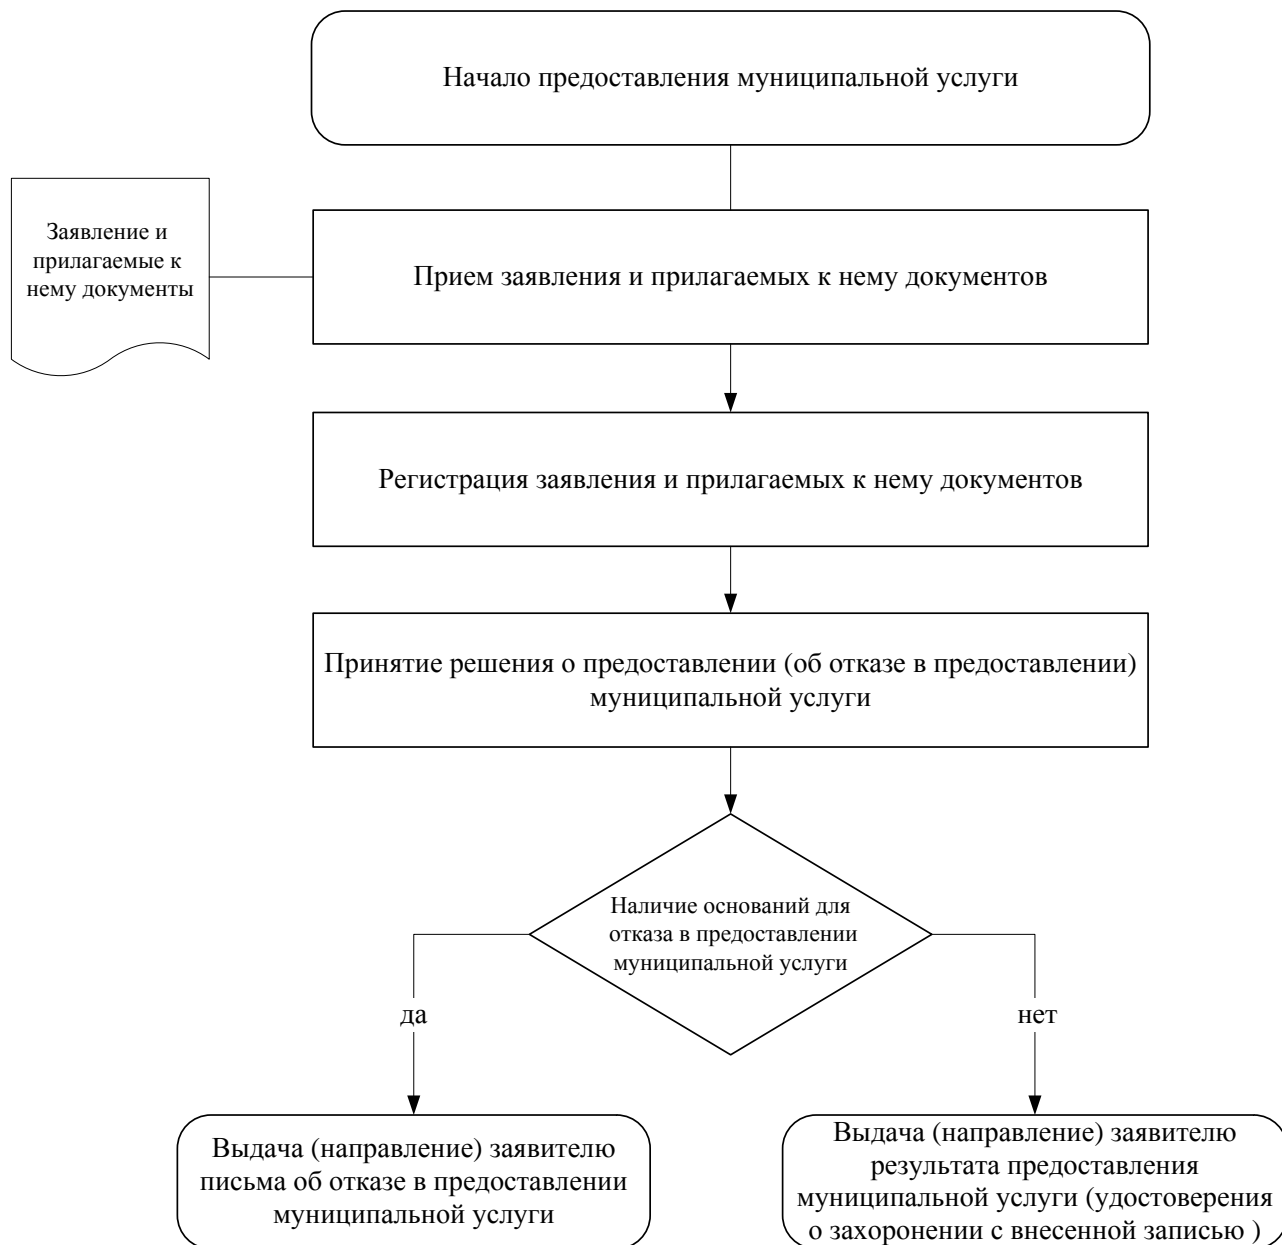 Начало предоставления муниципальной услуги
Заявление и
прилагаемые к
нему документы
Прием заявления и прилагаемых к нему документов
Регистрация заявления и прилагаемых к нему документов
Принятие решения о предоставлении (об отказе в предоставлении)
муниципальной услуги
Наличие оснований для
отказа в предоставлении
муниципальной услуги
да
нет
Выдача (направление) заявителю
письма об отказе в предоставлении
муниципальной услуги
Выдача (направление) заявителю
результата предоставления
муниципальной услуги (удостоверения
о захоронении с внесенной записью )